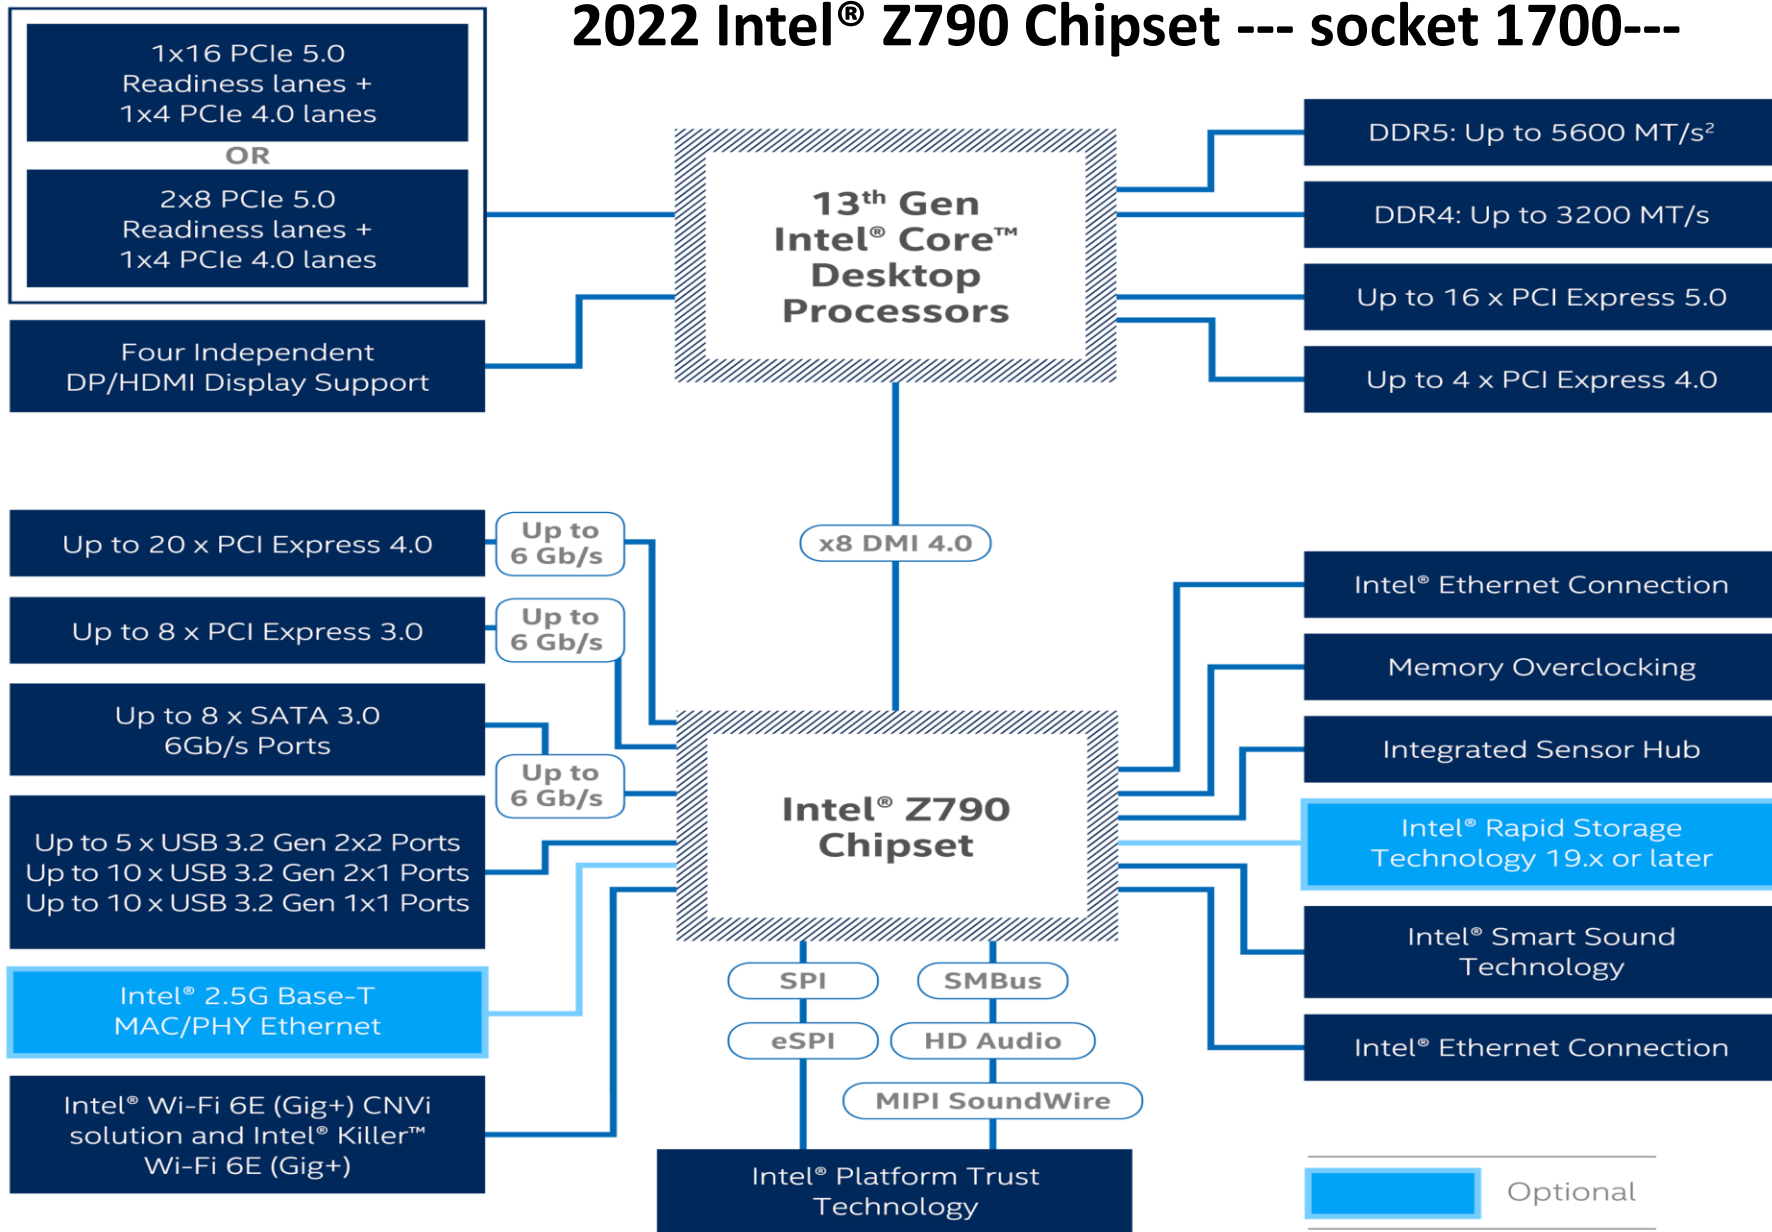 2022 Intel® Z790 Chipset --- socket 1700---
1x16 PCIe 5.0
Readiness lanes +
1x4 PCIe 4.0 lanes
OR
2x8 PCIe 5.0
Readiness lanes +
1x4 PCIe 4.0 lanes
Four Independent
DP/HDMI Display Support
13th Gen
Intel® Core™
Desktop
Processors
DDR5: Up to 5600 MT/s²
DDR4: Up to 3200 MT/s
Up to 16 x PCI Express 5.0
Up to 4 x PCI Express 4.0
x8 DMI 4.0
Up to 20 x PCI Express 4.0
Up to
6 Gb/s
Up to 8 x PCI Express 3.0
Up to
6 Gb/s
Up to 8 x SATA 3.0
6Gb/s Ports
Up to
6 Gb/s
Up to 5 x USB 3.2 Gen 2x2 Ports
Up to 10 x USB 3.2 Gen 2x1 Ports
Up to 10 x USB 3.2 Gen 1x1 Ports
Intel® 2.5G Base-T
MAC/PHY Ethernet
Intel® Wi-Fi 6E (Gig+) CNVi
solution and Intel® Killer™
Wi-Fi 6E (Gig+)
Intel® Z790
Chipset
Intel® Ethernet Connection
Memory Overclocking
Integrated Sensor Hub
Intel® Rapid Storage
Technology 19.x or later
Intel® Smart Sound
Technology
Intel® Ethernet Connection
SPI
eSPI
SMBus
HD Audio
MIPI SoundWire
Intel® Platform Trust
Technology
Optional